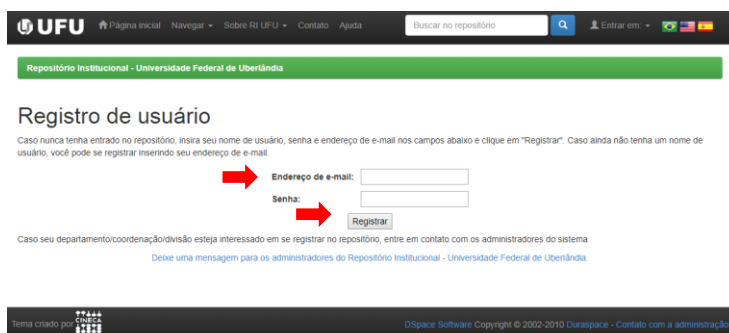 UFU Página inicial Navegar Sobre RI UFU Contato Ajuda Buscar no repositório Entrar em:
Repositório Institucional - Universidade Federal de Uberlândia
Registro de usuário
Caso nunca tenha entrado no repositório, insira seu nome de usuário, senha e endereço de e-mail nos campos abaixo e clique em "Registrar". Caso ainda não tenha um nome de
usuário, você pode se registrar inserindo seu endereço de e-mail.
Endereço de e-mail:
Senha:
Registrar
Caso seu departamento/coordenação/divisão esteja interessado em se registrar no repositório, entre em contato com os administradores do sistema
Deixe uma mensagem para os administradores do Repositório Institucional - Universidade Federal de Uberlândia.
Tema criado por CINECA DSpace Software Copyright © 2002-2010 Duraspace - Contato com a administração